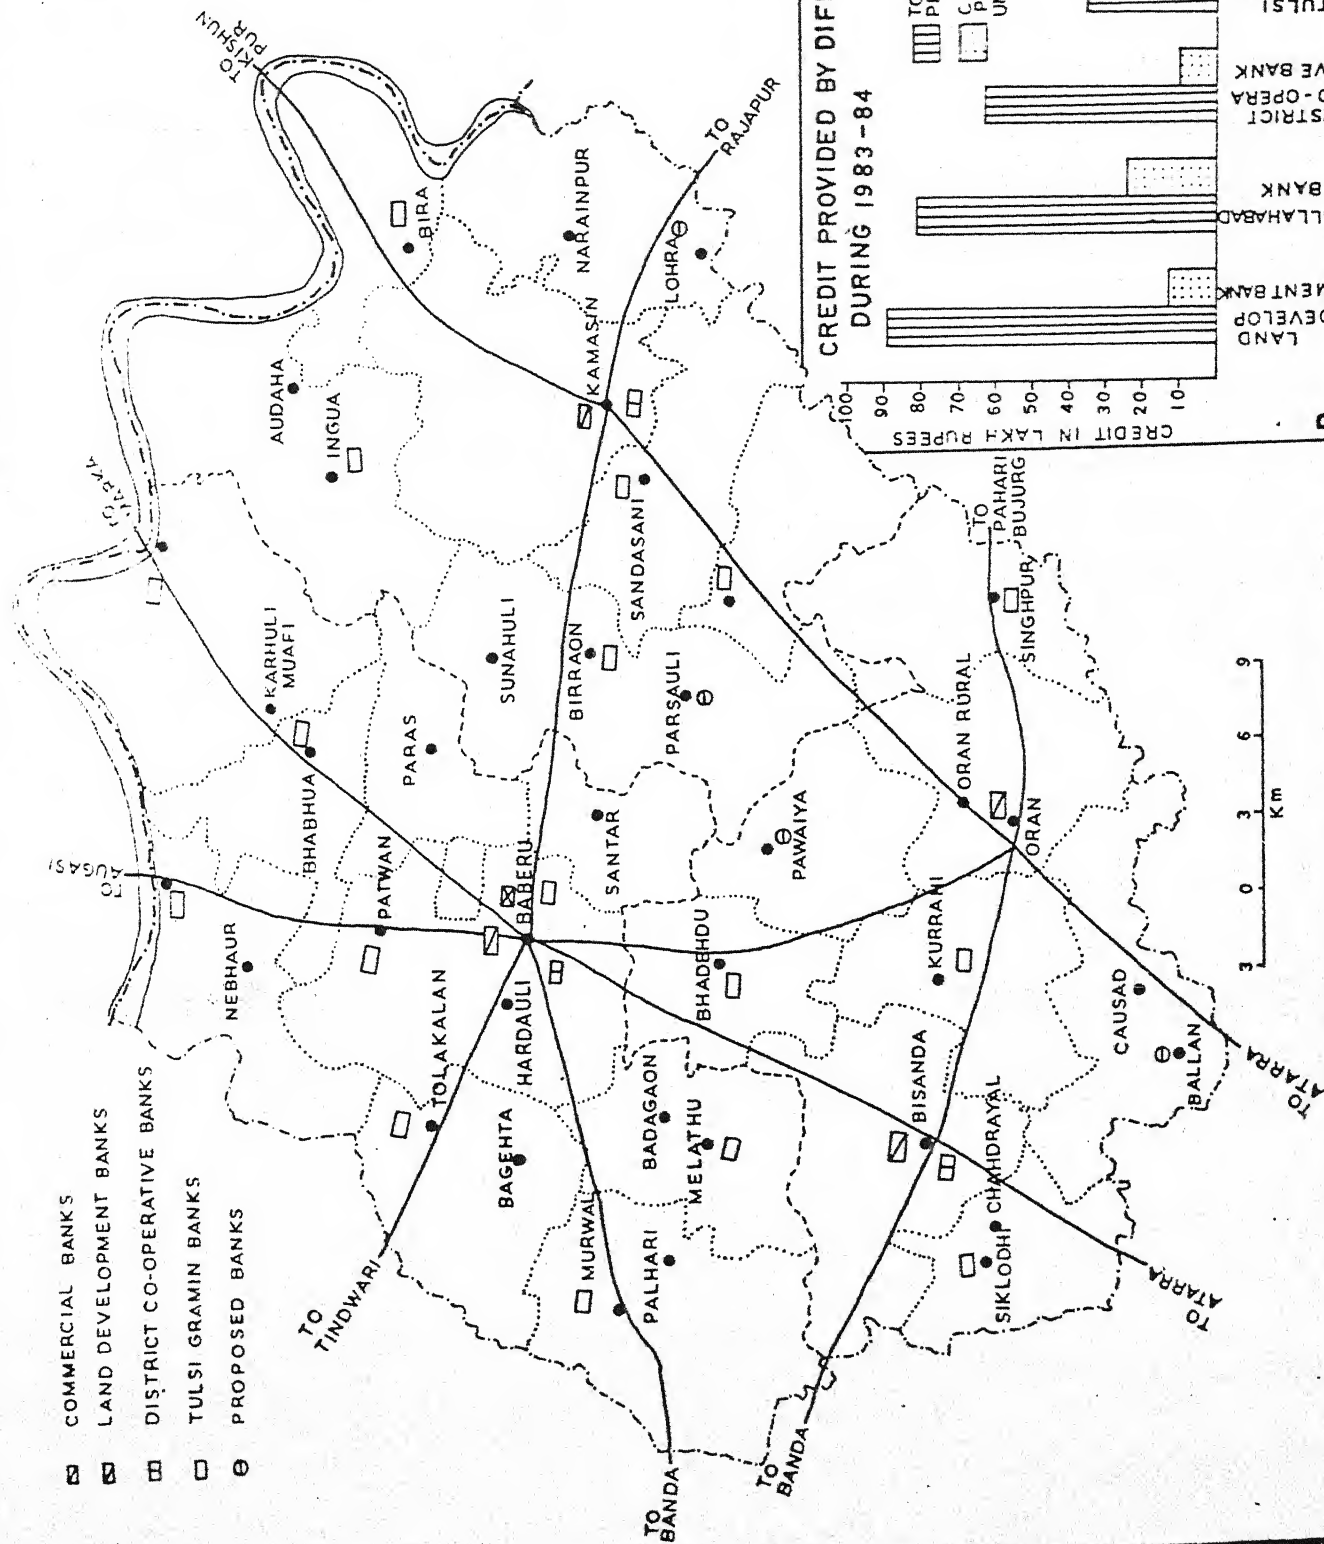 COMMERCIAL BANKS
LAND DEVELOPMENT BANKS
DISTRICT CO-OPERATIVE BANKS
TULSI GRAMIN BANKS
PROPOSED BANKS
TO
KISHUN
PUR
TO
AUGASI
TO
RAJAPUR
TO
TINDWARI
TO
BANDA
TO
BANDA
TO
ATARRA
TO
ATARRA
TO
PAHARI
BUJURG
BIRA
NARAINPUR
LOHRA
AUDAHA
INGUA
KAMASIN
SANDASANI
KARHULI
MUAFI
BHABHUA
PARAS
SUNAHULI
BIRRAON
PARSAULI
SINGHPUR
NEBHAUR
PATWAN
BABERU
SANTAR
PAWAIYA
ORAN RURAL
ORAN
TOLAKALAN
HARDAULI
BHADEHDU
KURRAHI
CAUSAD
BALLAN
BAGEHTA
BADAGAON
MELATHU
BISANDA
MURWAL
PALHARI
CHAHDRAYAL
SIKLODHI
3 0 3 6 9
Km
CREDIT PROVIDED BY DIF
DURING 1983-84
CREDIT IN LAKH RUPEES
100
90
80
70
60
50
40
30
20
10
LAND
DEVELOP
MENT BANK
LLAHABAD
BANK
STRICT
O-OPERA
VE BANK
TULSI